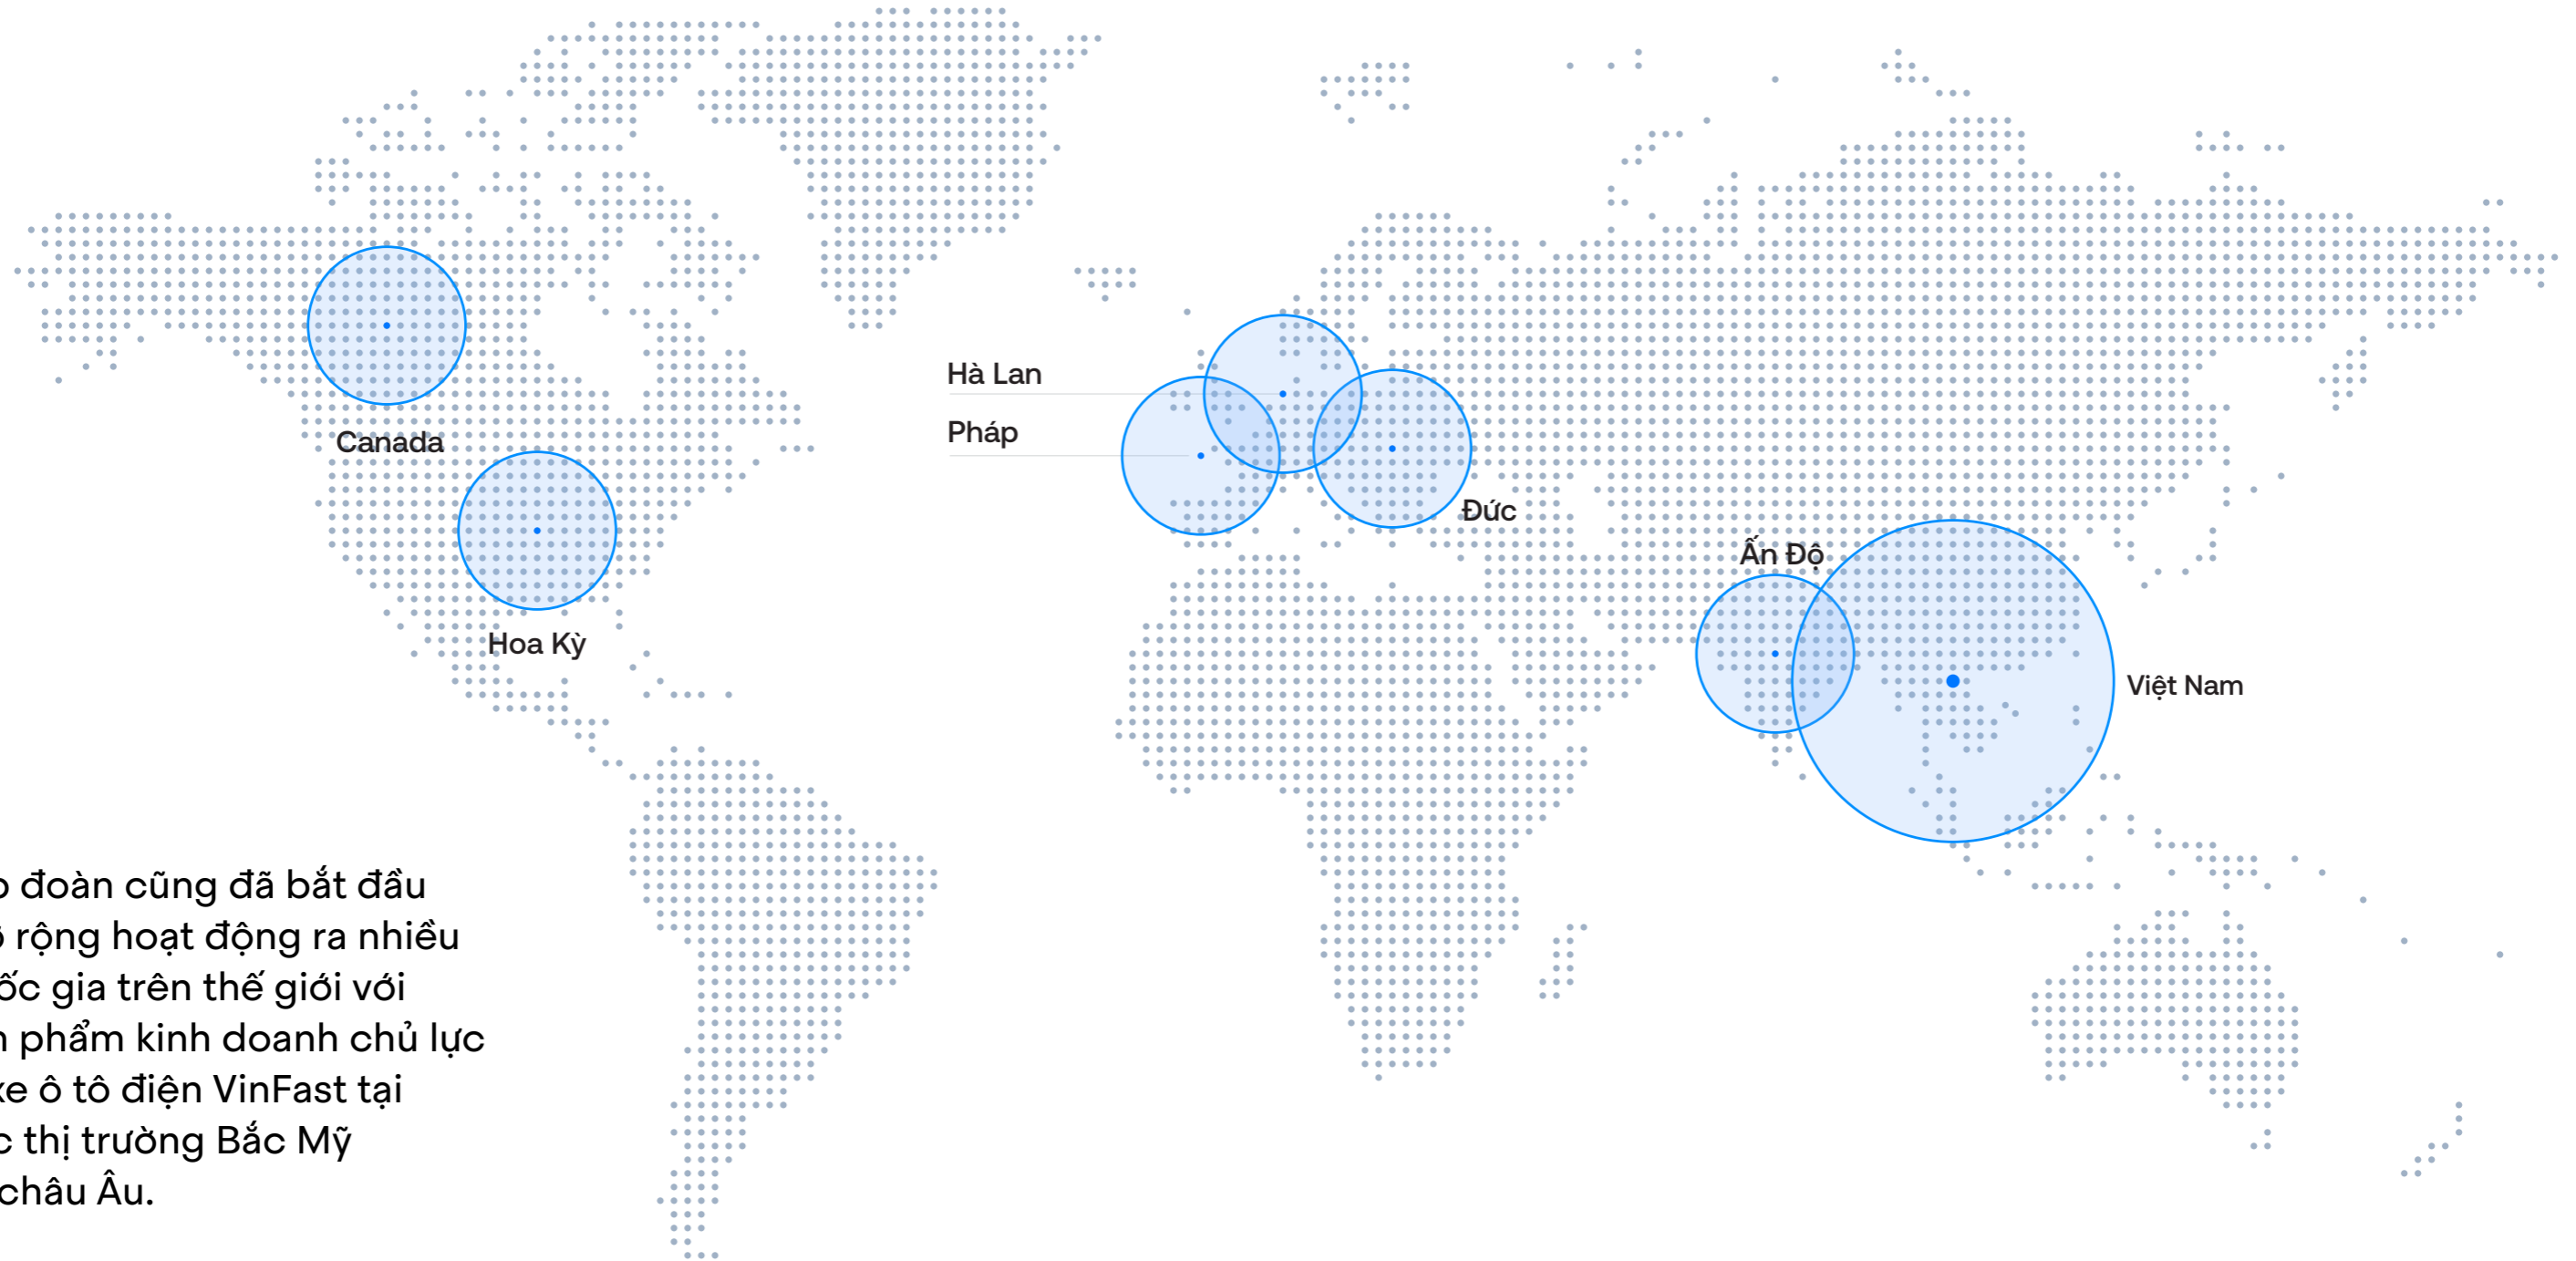 Hà Lan
Pháp
Canada
Đức
Ấn Độ
Hoa Kỳ
Việt Nam
đoàn cũng đã bắt đầu
rộng hoạt động ra nhiều
gia trên thế giới với
phẩm kinh doanh chủ lực
ô tô điện VinFast tại
thị trường Bắc Mỹ
châu Âu.